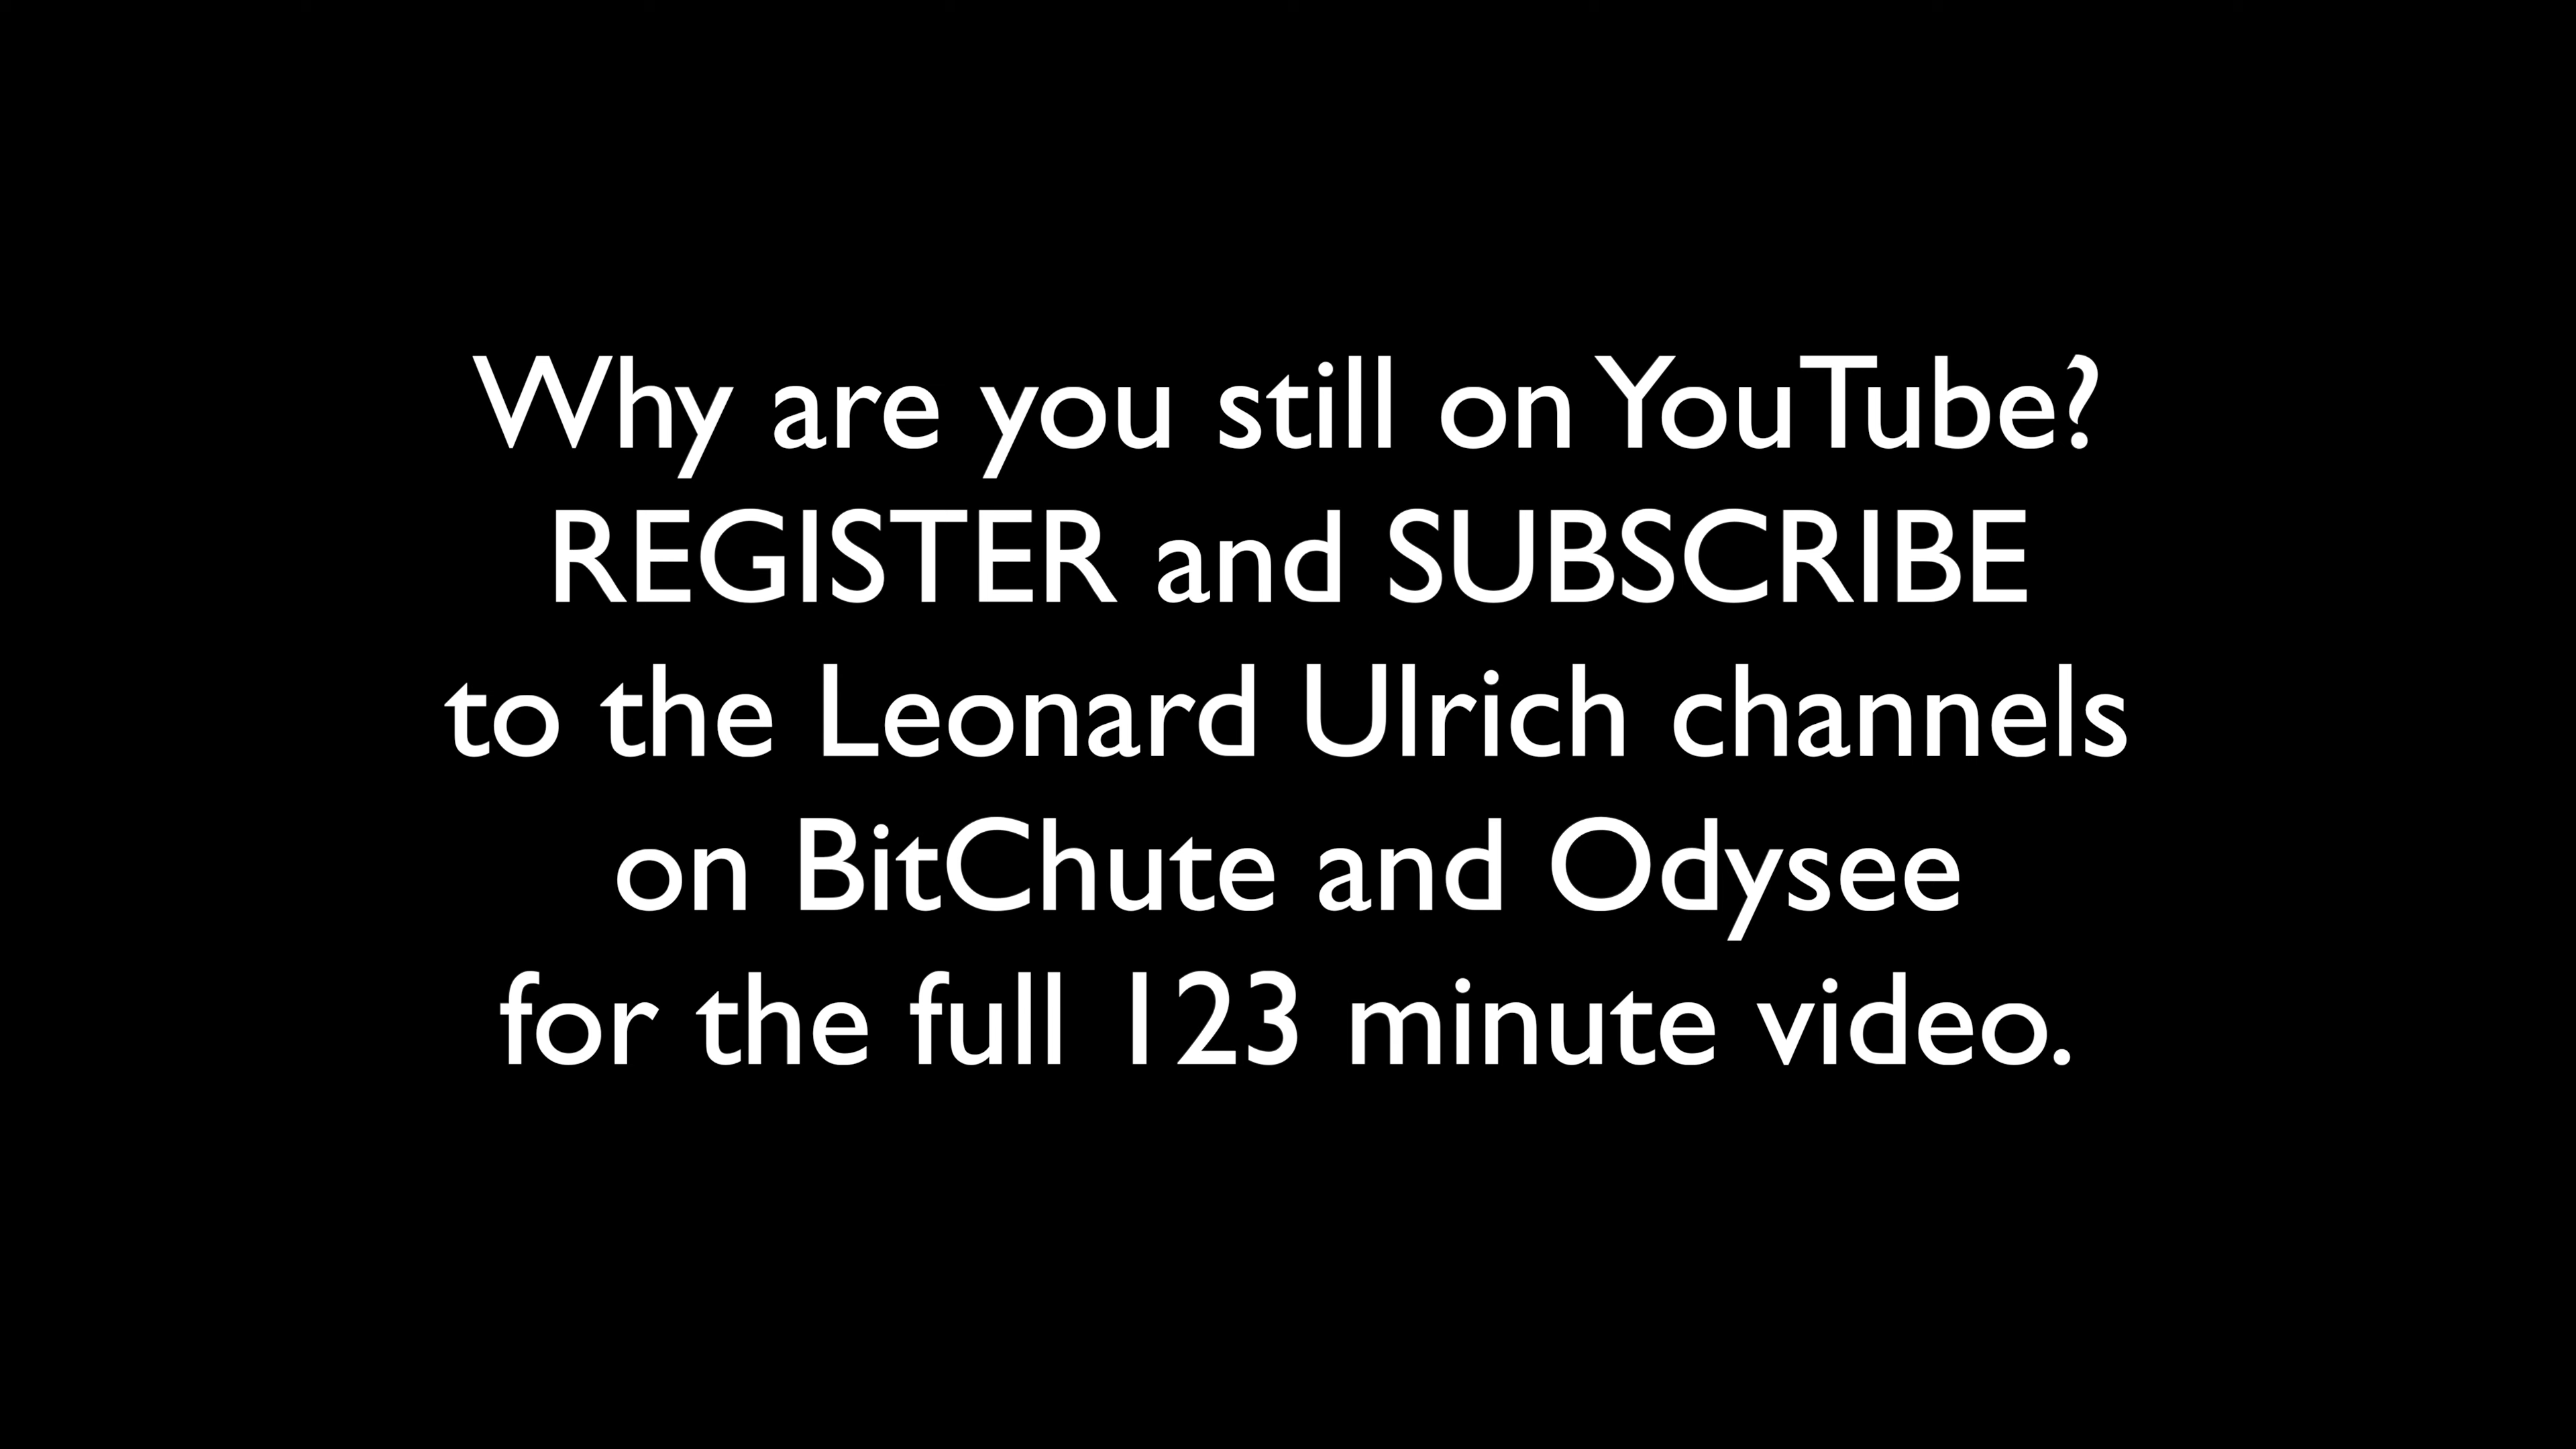 Why are you still on YouTube?
REGISTER and SUBSCRIBE
to the Leonard Ulrich channels
on BitChute and Odysee
for the full 123 minute video.